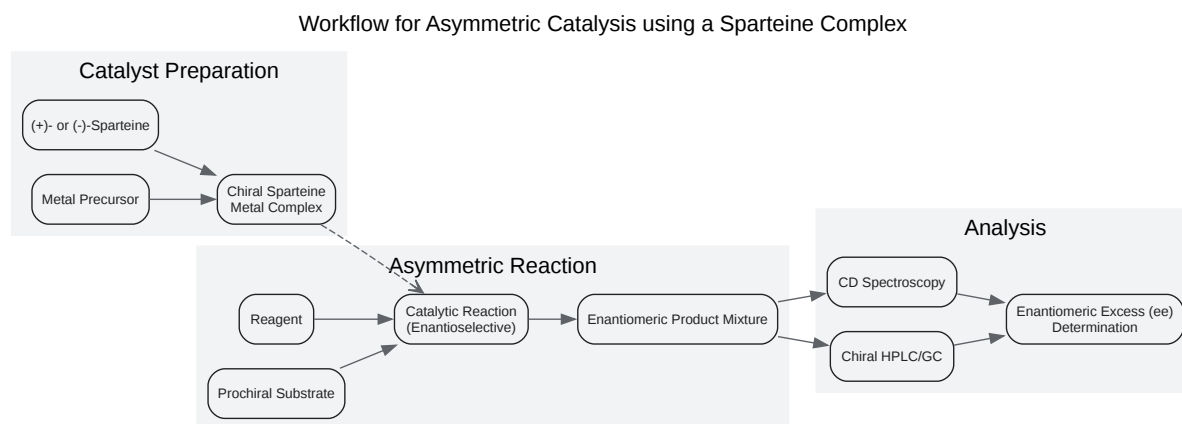 Workflow for Asymmetric Catalysis using a Sparteine Complex
Catalyst Preparation
(+)- or (-)-Sparteine
Metal Precursor
Chiral Sparteine
Metal Complex
Asymmetric Reaction
Reagent
Prochiral Substrate
Catalytic Reaction
(Enantioselective)
Enantiomeric Product Mixture
Analysis
CD Spectroscopy
Chiral HPLC/GC
Enantiomeric Excess (ee)
Determination